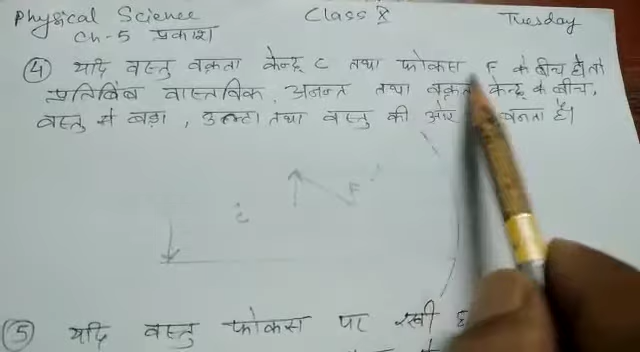 Physical Science Class X Tuesday
Ch-5 प्रकाश
④ यदि वस्तु वक्रता केन्द्र C तथा फोकस F के बीच हो तो
प्रतिबिंब वास्तविक, अनन्त तथा वक्रता केन्द्र के बीच,
वस्तु से बड़ा, उल्टा तथा वस्तु की ओर बनता है।
F
C
⑤ यदि वस्तु फोकस पर रखी